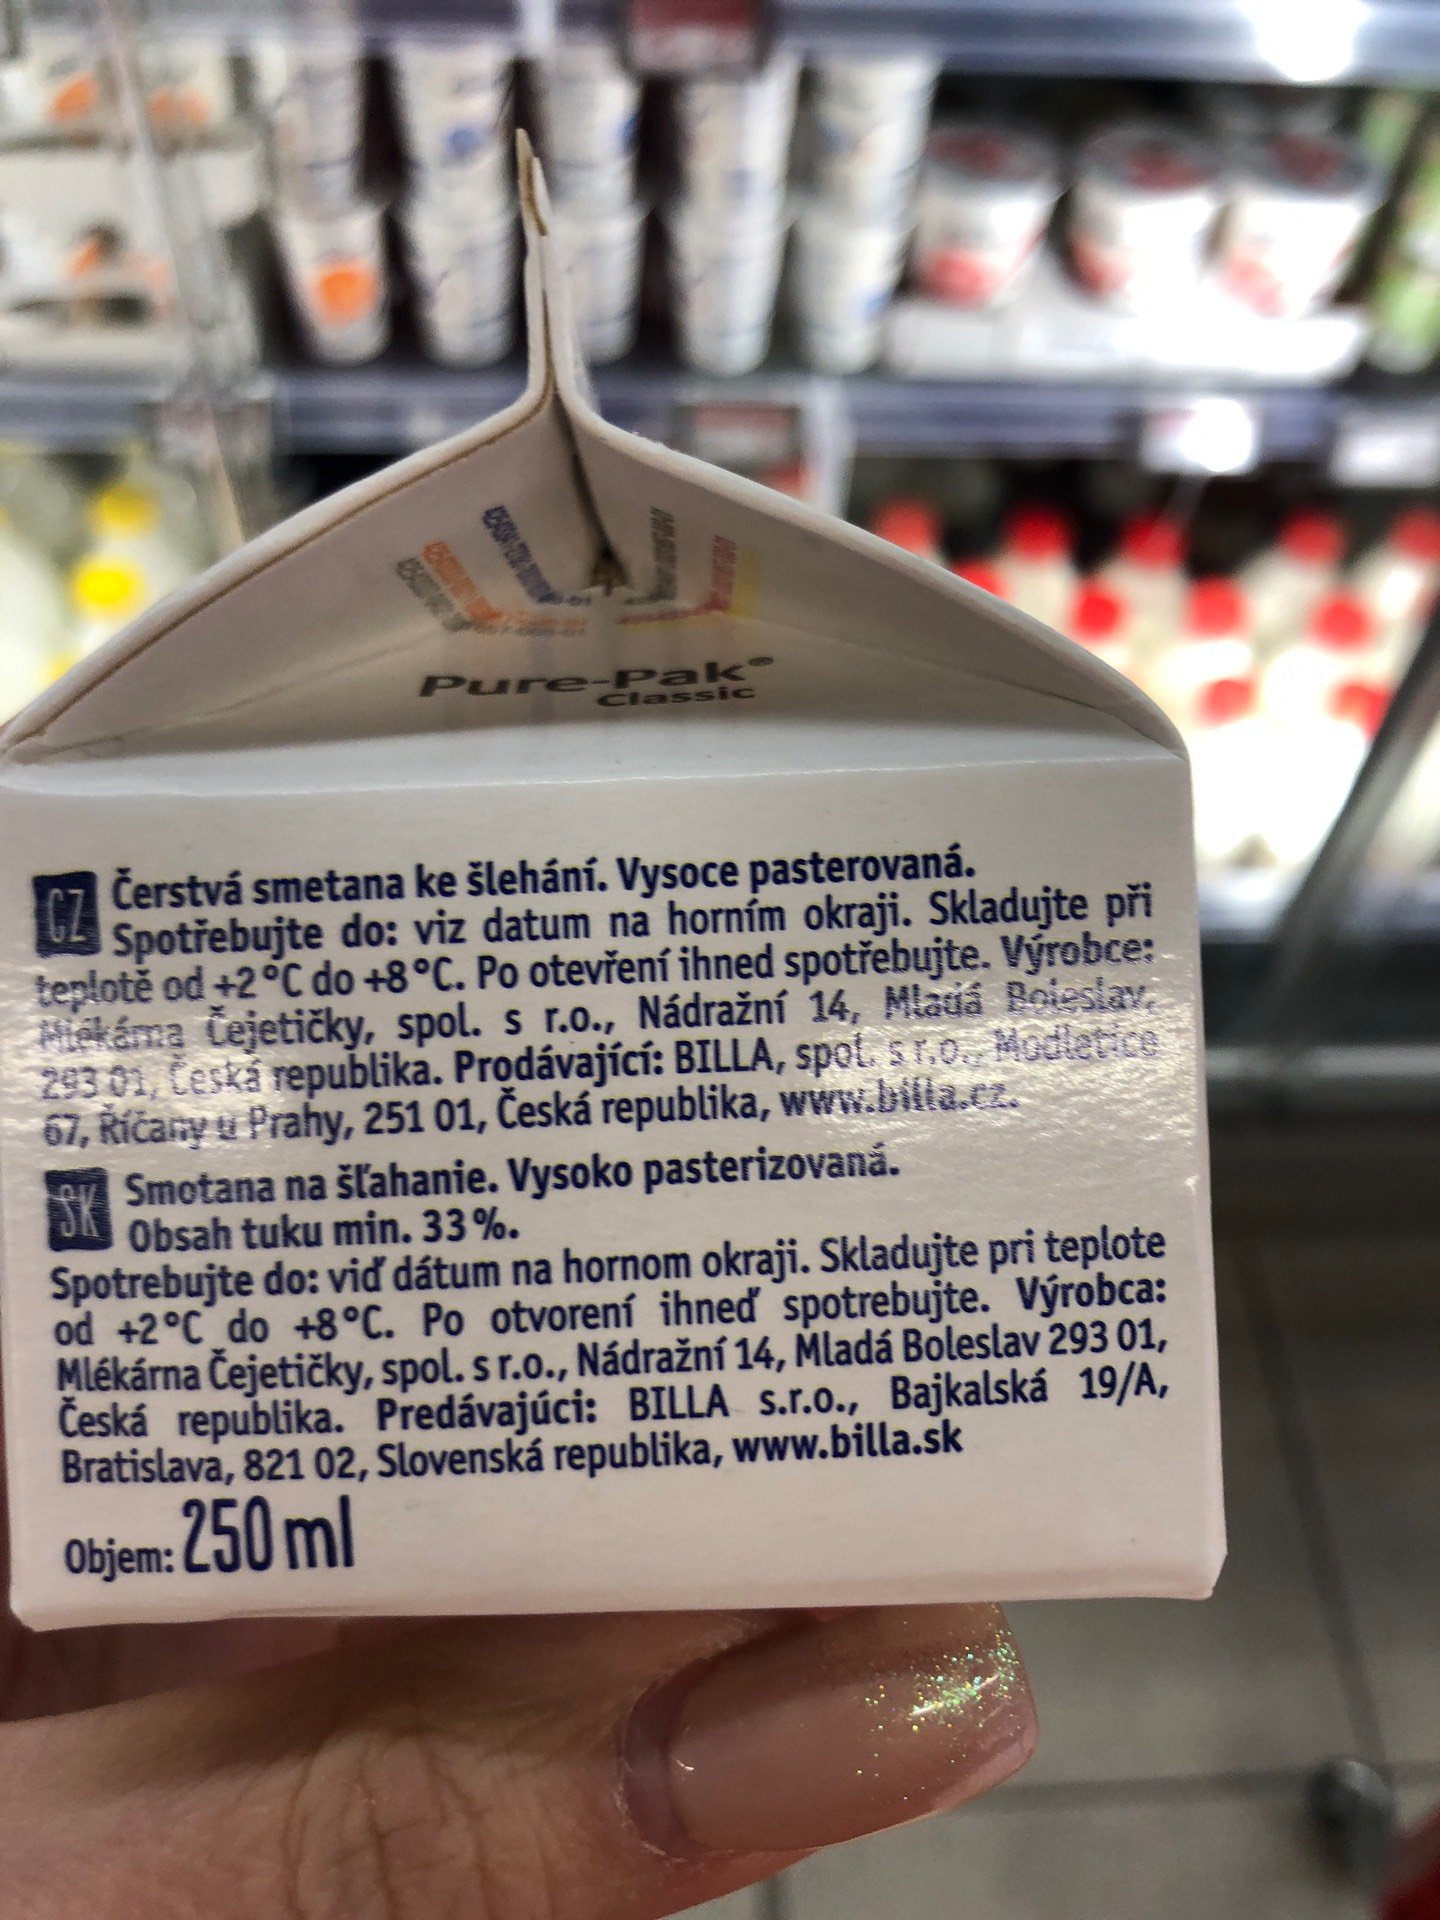 Pure-Pak®
Classic
CZ Čerstvá smetana ke šlehání. Vysoce pasterovaná.
Spotřebujte do: viz datum na horním okraji. Skladujte při
teplotě od +2°C do +8°C. Po otevření ihned spotřebujte. Výrobce:
Mlékárna Čejetičky, spol. s r.o., Nádražní 14, Mladá Boleslav,
293 01, Česká republika. Prodávající: BILLA, spol. s r.o., Modletice
67, Říčany u Prahy, 251 01, Česká republika, www.billa.cz.
SK Smotana na šľahanie. Vysoko pasterizovaná.
Obsah tuku min. 33%.
Spotrebujte do: viď dátum na hornom okraji. Skladujte pri teplote
od +2°C do +8°C. Po otvorení ihneď spotrebujte. Výrobca:
Mlékárna Čejetičky, spol. s r.o., Nádražní 14, Mladá Boleslav 293 01,
Česká republika. Predávajúci: BILLA s.r.o., Bajkalská 19/A,
Bratislava, 821 02, Slovenská republika, www.billa.sk
Objem: 250 ml